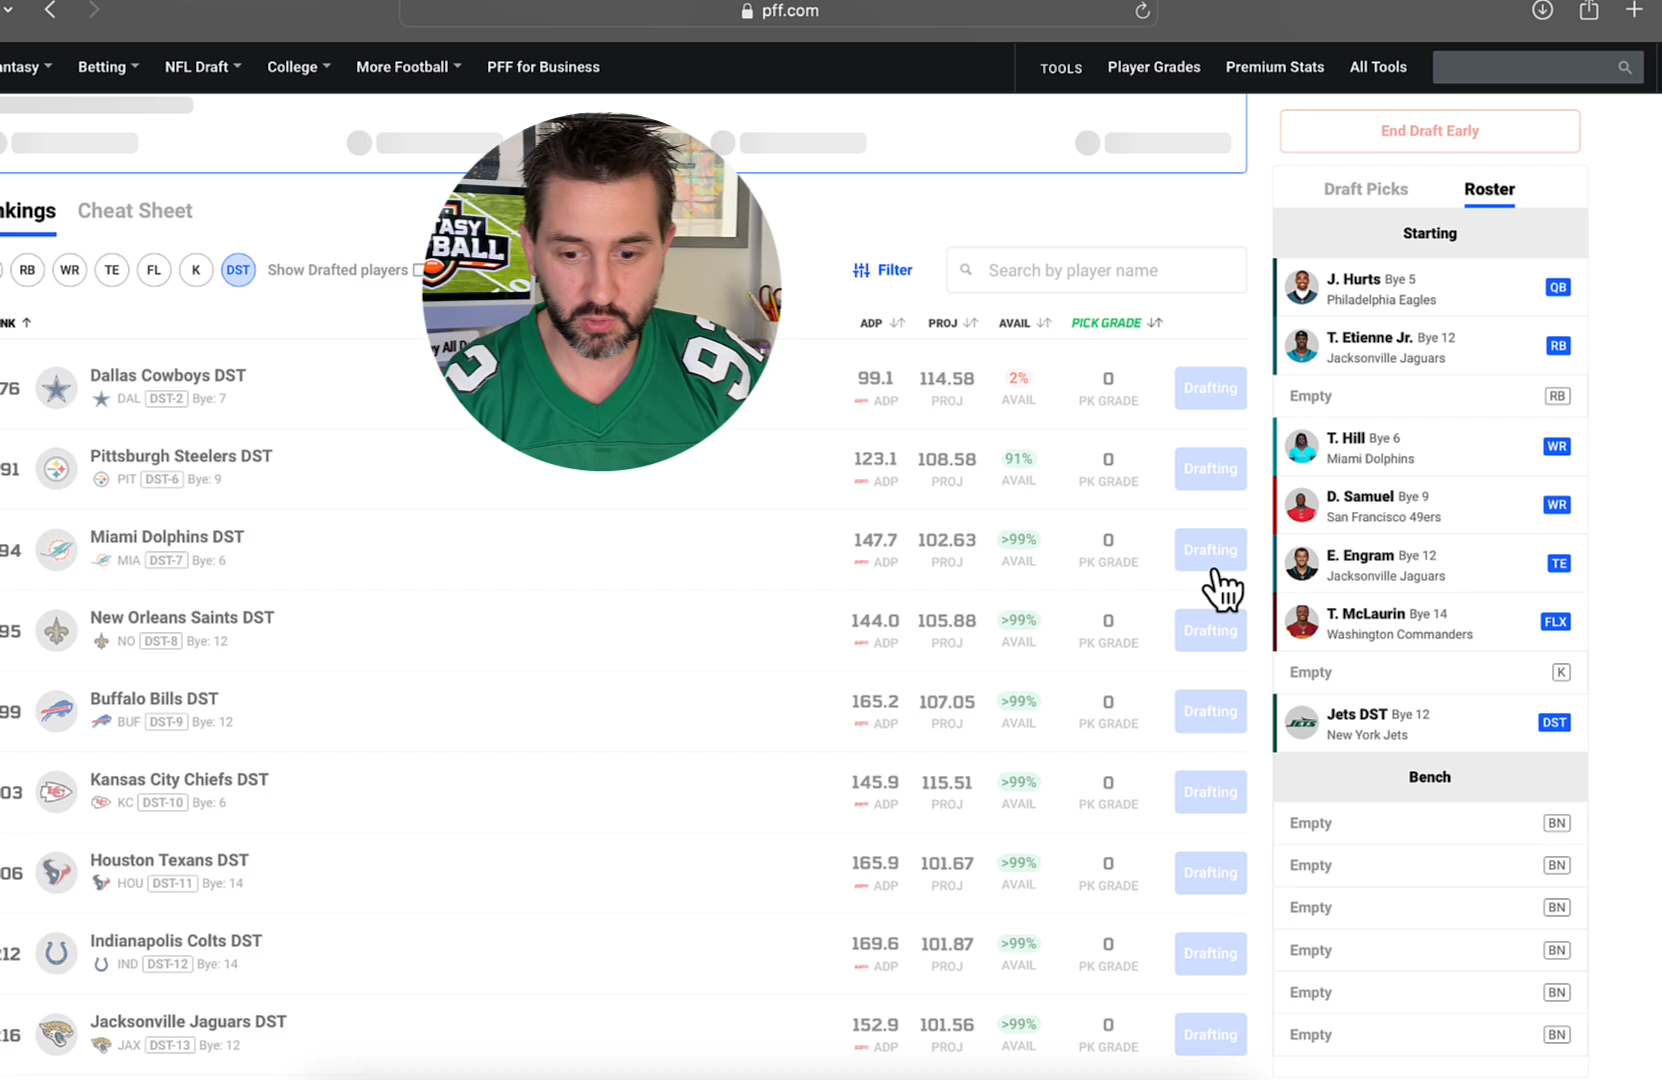 pff.com
ntasy
Betting
NFL Draft
College
More Football
PFF for Business
TOOLS
Player Grades
Premium Stats
All Tools
End Draft Early
nkings
Cheat Sheet
Draft Picks
Roster
RB
WR
TE
FL
K
DST
Show Drafted players
Filter
Search by player name
NK
ADP
PROJ
AVAIL
PICK GRADE
76
Dallas Cowboys DST
DAL DST-2 Bye: 7
99.1 114.58 2% 0
ADP PROJ AVAIL PK GRADE
Drafting
91
Pittsburgh Steelers DST
PIT DST-6 Bye: 9
123.1 108.58 91% 0
ADP PROJ AVAIL PK GRADE
Drafting
94
Miami Dolphins DST
MIA DST-7 Bye: 6
147.7 102.63 >99% 0
ADP PROJ AVAIL PK GRADE
Drafting
95
New Orleans Saints DST
NO DST-8 Bye: 12
144.0 105.88 >99% 0
ADP PROJ AVAIL PK GRADE
Drafting
99
Buffalo Bills DST
BUF DST-9 Bye: 12
165.2 107.05 >99% 0
ADP PROJ AVAIL PK GRADE
Drafting
03
Kansas City Chiefs DST
KC DST-10 Bye: 6
145.9 115.51 >99% 0
ADP PROJ AVAIL PK GRADE
Drafting
06
Houston Texans DST
HOU DST-11 Bye: 14
165.9 101.67 >99% 0
ADP PROJ AVAIL PK GRADE
Drafting
12
Indianapolis Colts DST
IND DST-12 Bye: 14
169.6 101.87 >99% 0
ADP PROJ AVAIL PK GRADE
Drafting
16
Jacksonville Jaguars DST
JAX DST-13 Bye: 12
152.9 101.56 >99% 0
ADP PROJ AVAIL PK GRADE
Drafting
TASY
BALL
Starting
J. Hurts Bye 5
Philadelphia Eagles
QB
T. Etienne Jr. Bye 12
Jacksonville Jaguars
RB
Empty RB
T. Hill Bye 6
Miami Dolphins
WR
D. Samuel Bye 9
San Francisco 49ers
WR
E. Engram Bye 12
Jacksonville Jaguars
TE
T. McLaurin Bye 14
Washington Commanders
FLX
Empty K
JETS
Jets DST Bye 12
New York Jets
DST
Bench
Empty BN
Empty BN
Empty BN
Empty BN
Empty BN
Empty BN